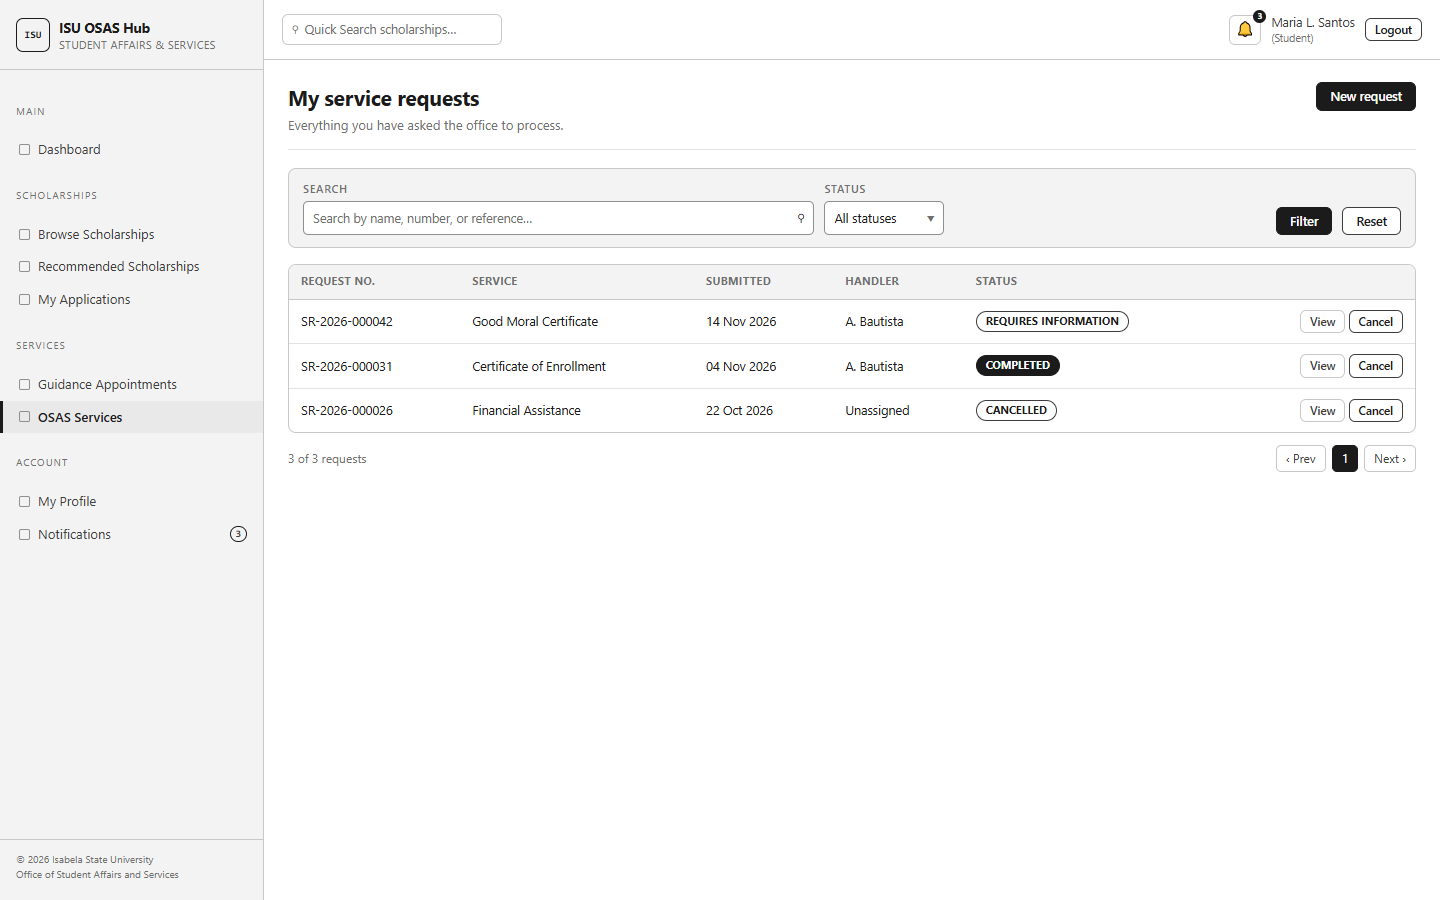 ISU
ISU OSAS Hub
STUDENT AFFAIRS & SERVICES
MAIN
Dashboard
SCHOLARSHIPS
Browse Scholarships
Recommended Scholarships
My Applications
SERVICES
Guidance Appointments
OSAS Services
ACCOUNT
My Profile
Notifications 3
© 2026 Isabela State University
Office of Student Affairs and Services
Quick Search scholarships...
3
Maria L. Santos
(Student)
Logout
My service requests
Everything you have asked the office to process.
New request
SEARCH STATUS
Search by name, number, or reference... All statuses Filter Reset
REQUEST NO. SERVICE SUBMITTED HANDLER STATUS
SR-2026-000042 Good Moral Certificate 14 Nov 2026 A. Bautista REQUIRES INFORMATION View Cancel
SR-2026-000031 Certificate of Enrollment 04 Nov 2026 A. Bautista COMPLETED View Cancel
SR-2026-000026 Financial Assistance 22 Oct 2026 Unassigned CANCELLED View Cancel
3 of 3 requests ‹ Prev 1 Next ›